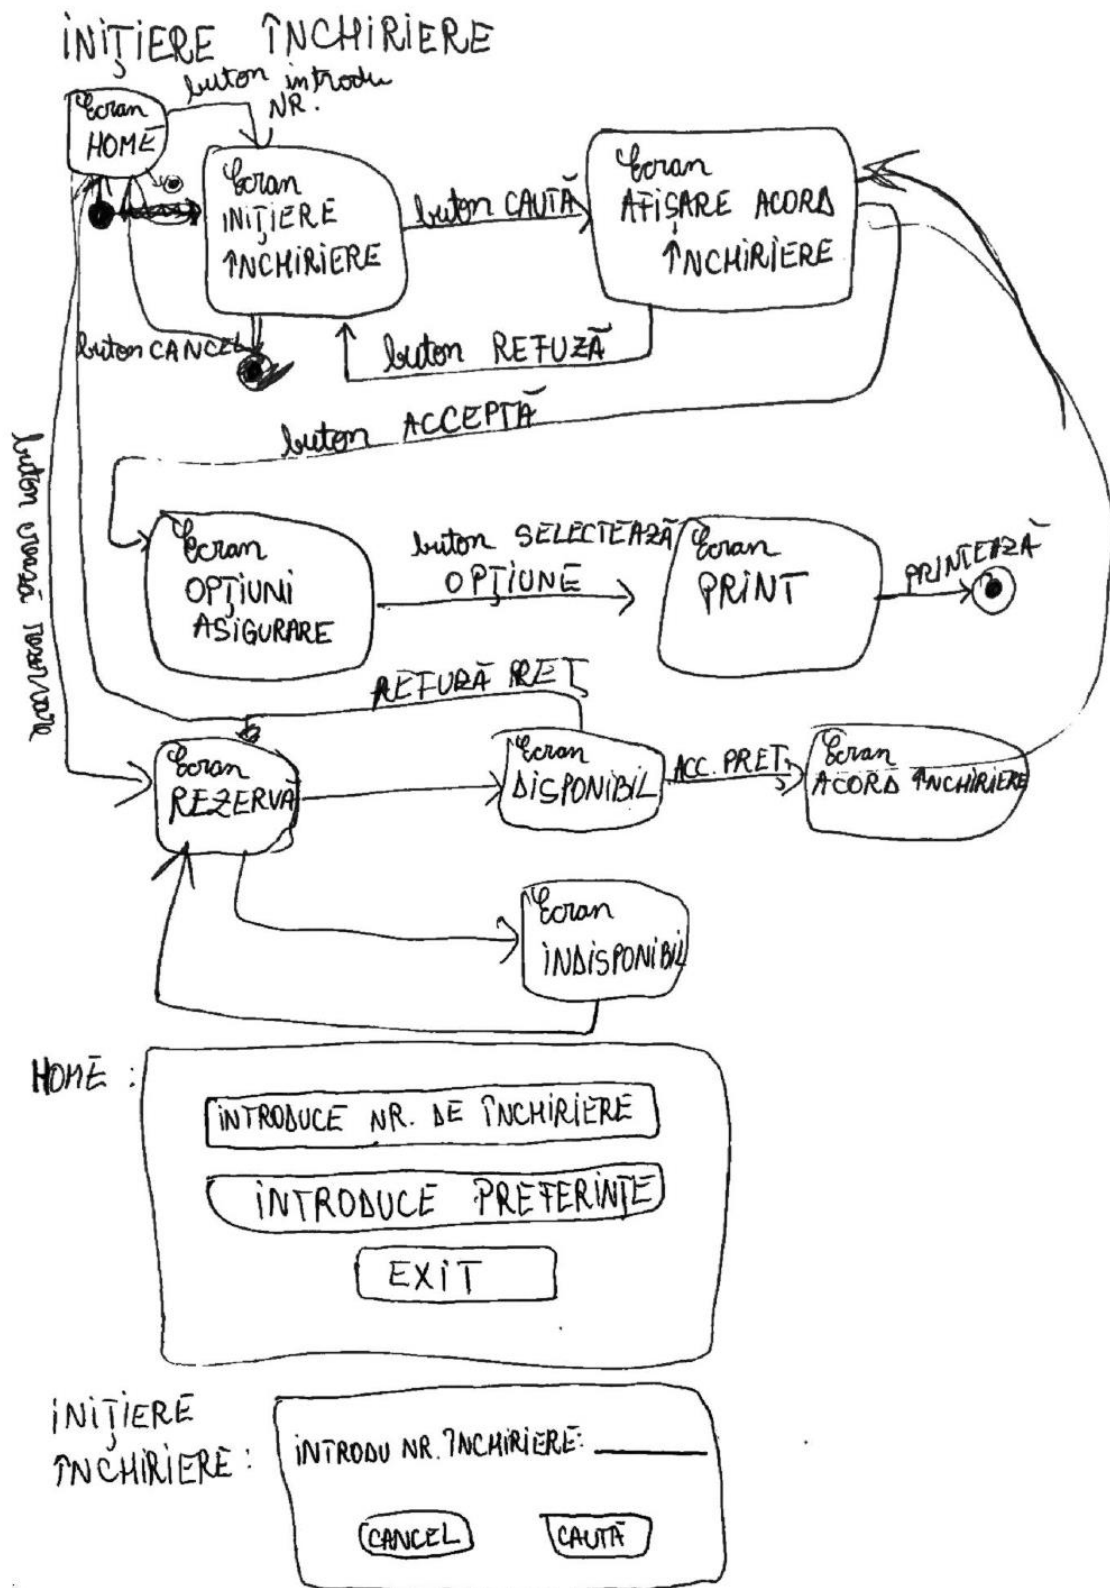 INIȚIERE ÎNCHIRIERE
buton introdu
NR.
Ecran
HOME
Ecran
INIȚIERE
ÎNCHIRIERE
buton CAUTĂ
Ecran
AFIȘARE ACORD
ÎNCHIRIERE
buton CANCEL
buton REFUZĂ
buton ACCEPTĂ
Ecran
OPȚIUNI
ASIGURARE
buton SELECTEAZĂ
OPȚIUNE
Ecran
PRINT
PRINTEAZĂ
buton crează rezervare
REFUZĂ PREȚ
Ecran
REZERVĂ
Ecran
DISPONIBIL
ACC. PREȚ
Ecran
ACORD ÎNCHIRIERE
Ecran
INDISPONIBIL
HOME :
INTRODUCE NR. DE ÎNCHIRIERE
INTRODUCE PREFERINȚE
EXIT
INIȚIERE
ÎNCHIRIERE :
INTRODU NR. ÎNCHIRIERE:
CANCEL
CAUTĂ